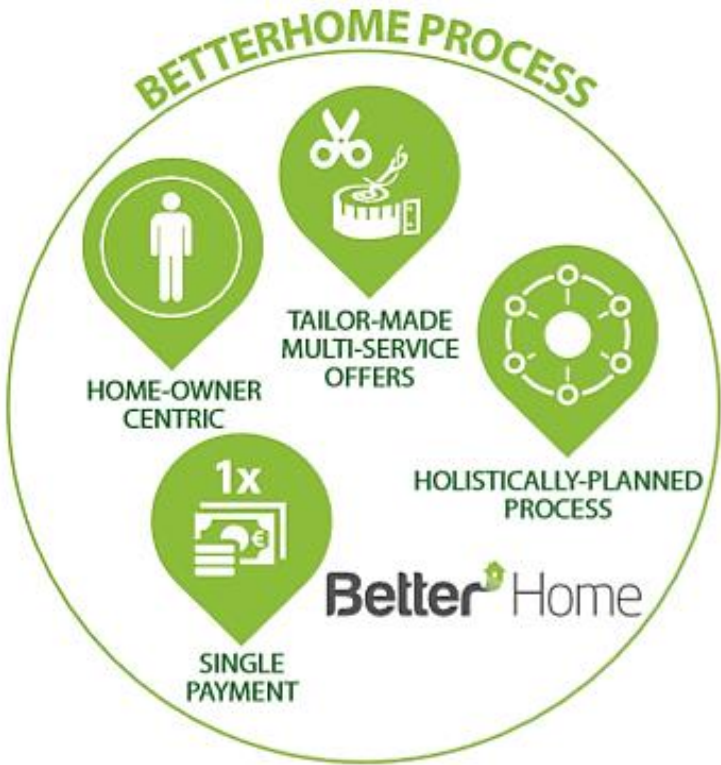 BETTERHOME PROCESS
TAILOR-MADE
MULTI-SERVICE
OFFERS
HOME-OWNER
CENTRIC
HOLISTICALLY-PLANNED
PROCESS
1x
€
SINGLE
PAYMENT
Better Home